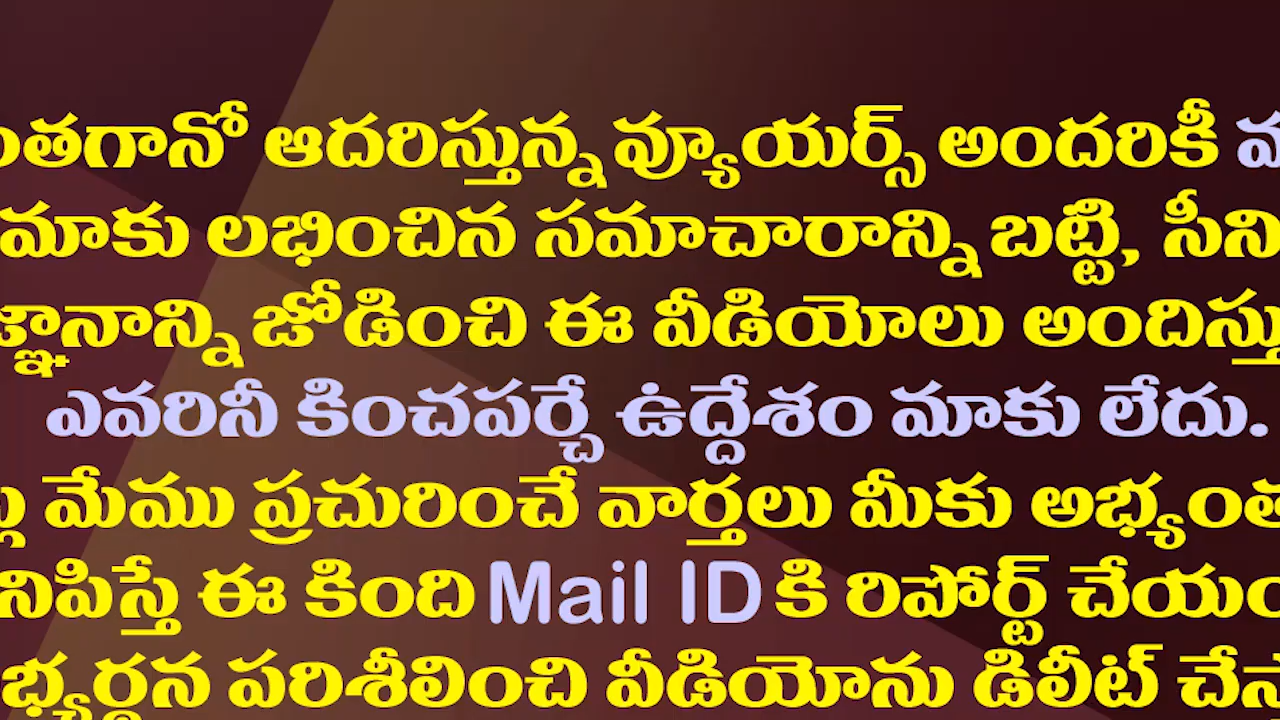 ంతగానో ఆదరిస్తున్న వ్యూయర్స్ అందరికీ
మాకు లభించిన సమాచారాన్ని బట్టి, సీని
జ్ఞానాన్ని జోడించి ఈ వీడియోలు అందిస్తు
ఎవరినీ కించపర్చే ఉద్దేశం మాకు లేదు.
మేము ప్రచురించే వార్తలు మీకు అభ్యంత
నిపిస్తే ఈ కింది Mail ID కి రిపోర్ట్ చేయం
భ్యర్థన పరిశీలించి వీడియోను డిలీట్ చేస